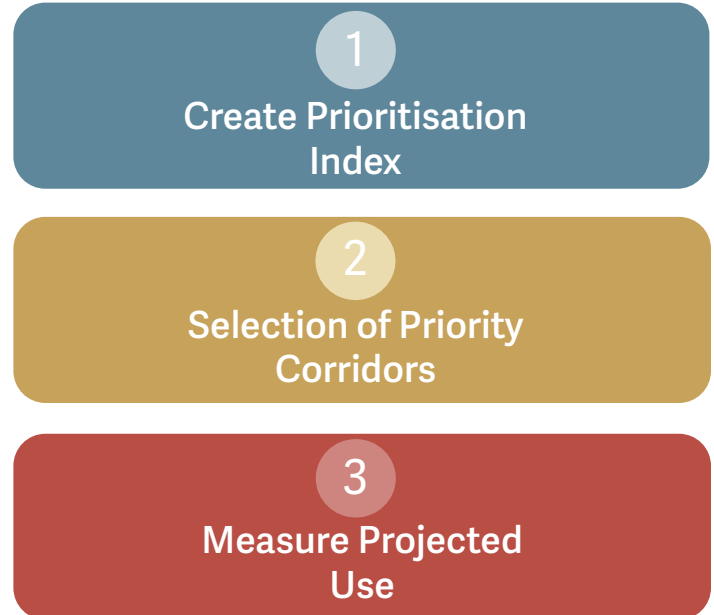 1
Create Prioritisation
Index
2
Selection of Priority
Corridors
3
Measure Projected
Use